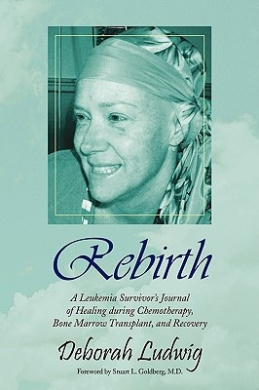 Rebirth
A Leukemia Survivor's Journal
of Healing during Chemotherapy,
Bone Marrow Transplant, and Recovery
Deborah Ludwig
Foreword by Stuart L. Goldberg, M.D.